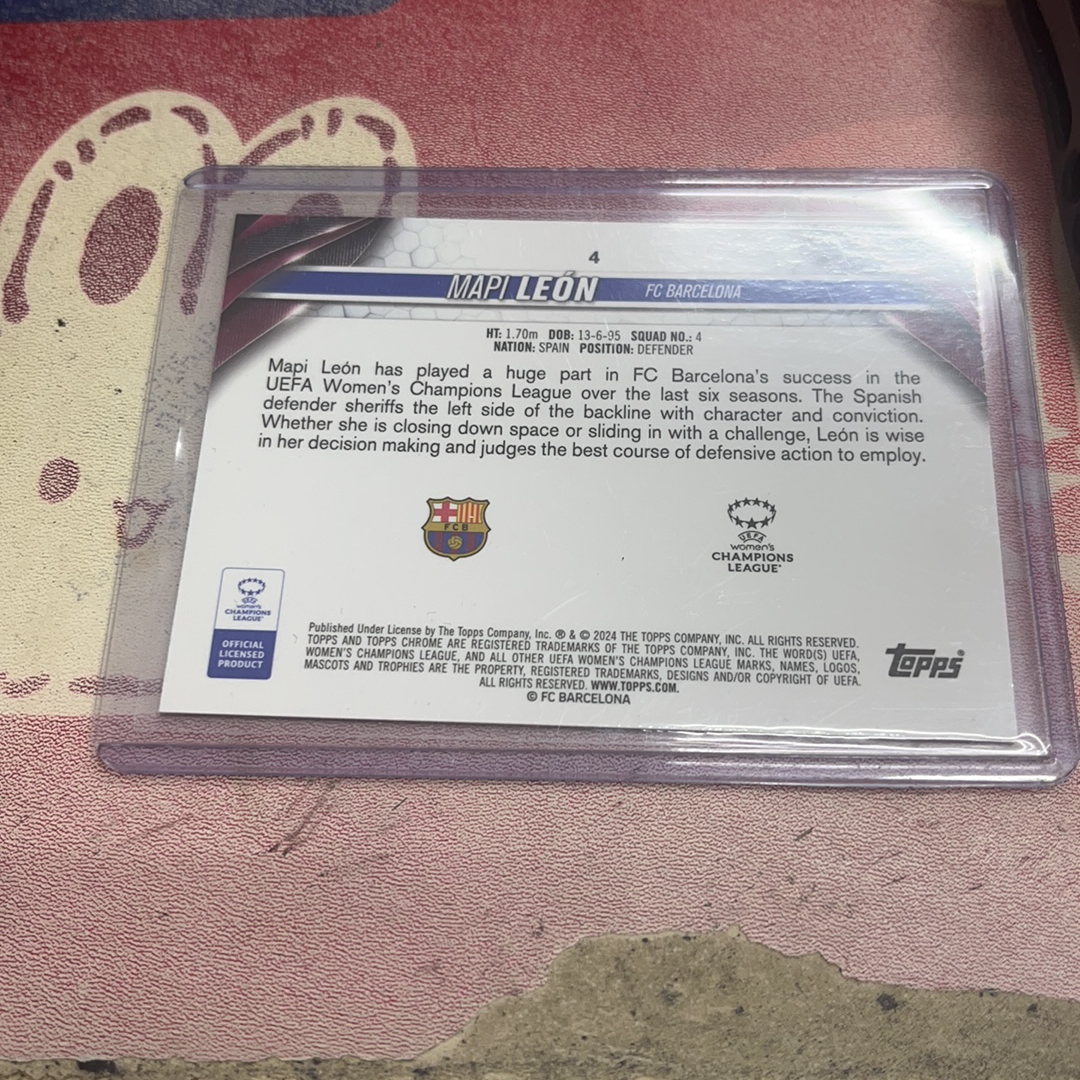 4
MAPI LEÓN FC BARCELONA
HT: 1.70m DOB: 13-6-95 SQUAD NO.: 4
NATION: SPAIN POSITION: DEFENDER
Mapi León has played a huge part in FC Barcelona's success in the
UEFA Women's Champions League over the last six seasons. The Spanish
defender sheriffs the left side of the backline with character and conviction.
Whether she is closing down space or sliding in with a challenge, León is wise
in her decision making and judges the best course of defensive action to employ.
FCB
UEFA
women's
CHAMPIONS
LEAGUE™
UEFA
women's
CHAMPIONS
LEAGUE™
OFFICIAL
LICENSED
PRODUCT
Published Under License by The Topps Company, Inc. ® & © 2024 THE TOPPS COMPANY, INC. ALL RIGHTS RESERVED.
TOPPS AND TOPPS CHROME ARE REGISTERED TRADEMARKS OF THE TOPPS COMPANY, INC. THE WORD(S) UEFA,
WOMEN'S CHAMPIONS LEAGUE, AND ALL OTHER UEFA WOMEN'S CHAMPIONS LEAGUE MARKS, NAMES, LOGOS,
MASCOTS AND TROPHIES ARE THE PROPERTY, REGISTERED TRADEMARKS, DESIGNS AND/OR COPYRIGHT OF UEFA.
ALL RIGHTS RESERVED. WWW.TOPPS.COM.
© FC BARCELONA
topps®